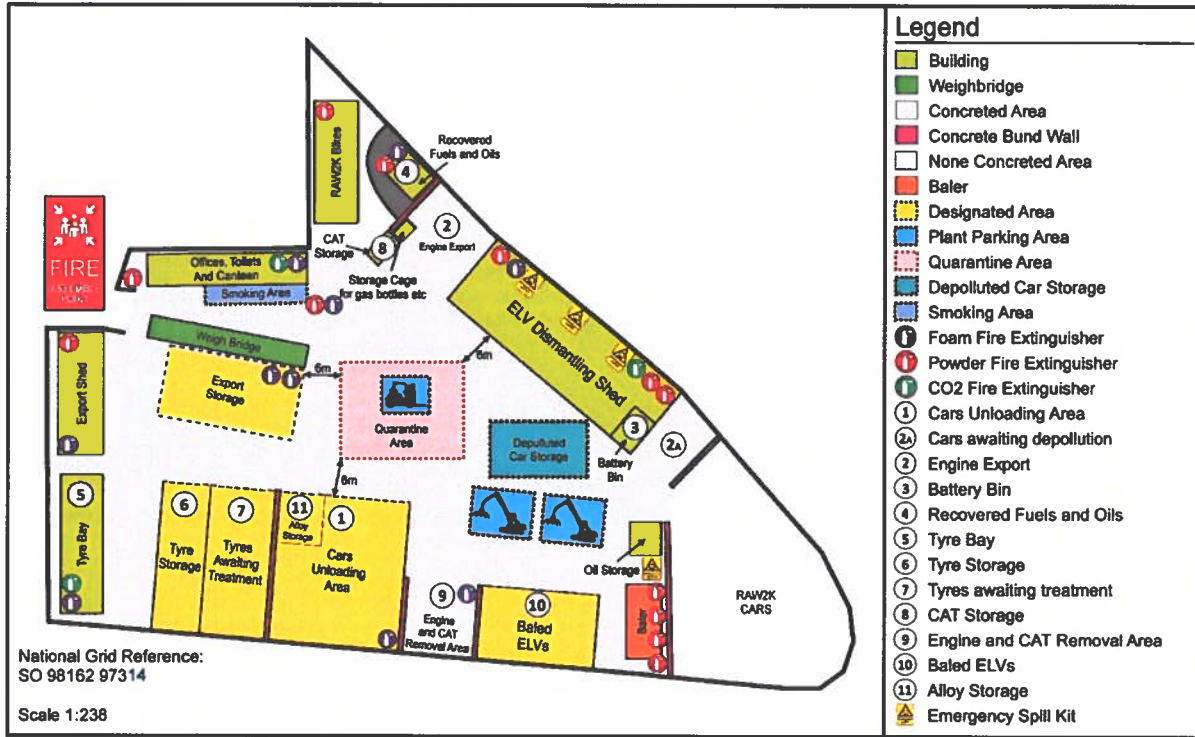 RAW2K Bikes
Recovered
Fuels and Oils
4
2
Engine Export
CAT
Storage
8
Storage Cage
for gas bottles etc
FIRE
Offices, Toilets
And Canteen
Smoking Area
Weigh Bridge
6m
6m
ELV Dismantling Shed
Export Shed
Export
Storage
Quarantine
Area
Depolluted
Car Storage
3
Battery
Bin
2A
6m
5
Tyre Bay
6
Tyre
Storage
7
Tyres
Awaiting
Treatment
11
Alloy
Storage
1
Cars
Unloading
Area
Oil Storage
9
Engine
and CAT
Removal Area
10
Baled
ELVs
Baler
RAW2K
CARS
National Grid Reference:
SO 98162 97314
Scale 1:238
Legend
Building
Weighbridge
Concreted Area
Concrete Bund Wall
None Concreted Area
Baler
Designated Area
Plant Parking Area
Quarantine Area
Depolluted Car Storage
Smoking Area
Foam Fire Extinguisher
Powder Fire Extinguisher
CO2 Fire Extinguisher
1 Cars Unloading Area
2A Cars awaiting depollution
2 Engine Export
3 Battery Bin
4 Recovered Fuels and Oils
5 Tyre Bay
6 Tyre Storage
7 Tyres awaiting treatment
8 CAT Storage
9 Engine and CAT Removal Area
10 Baled ELVs
11 Alloy Storage
Emergency Spill Kit